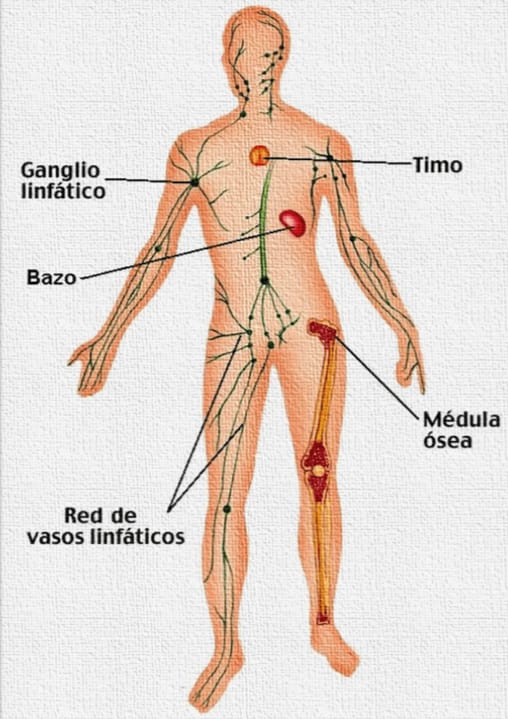 Ganglio
linfático
Timo
Bazo
Médula
ósea
Red de
vasos linfáticos